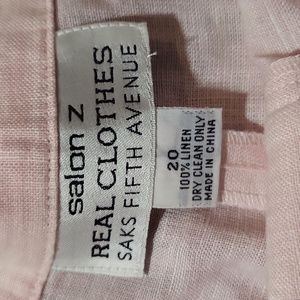 salon z
REAL CLOTHES
SAKS FIFTH AVENUE
20
100% LINEN
DRY CLEAN ONLY
MADE IN CHINA